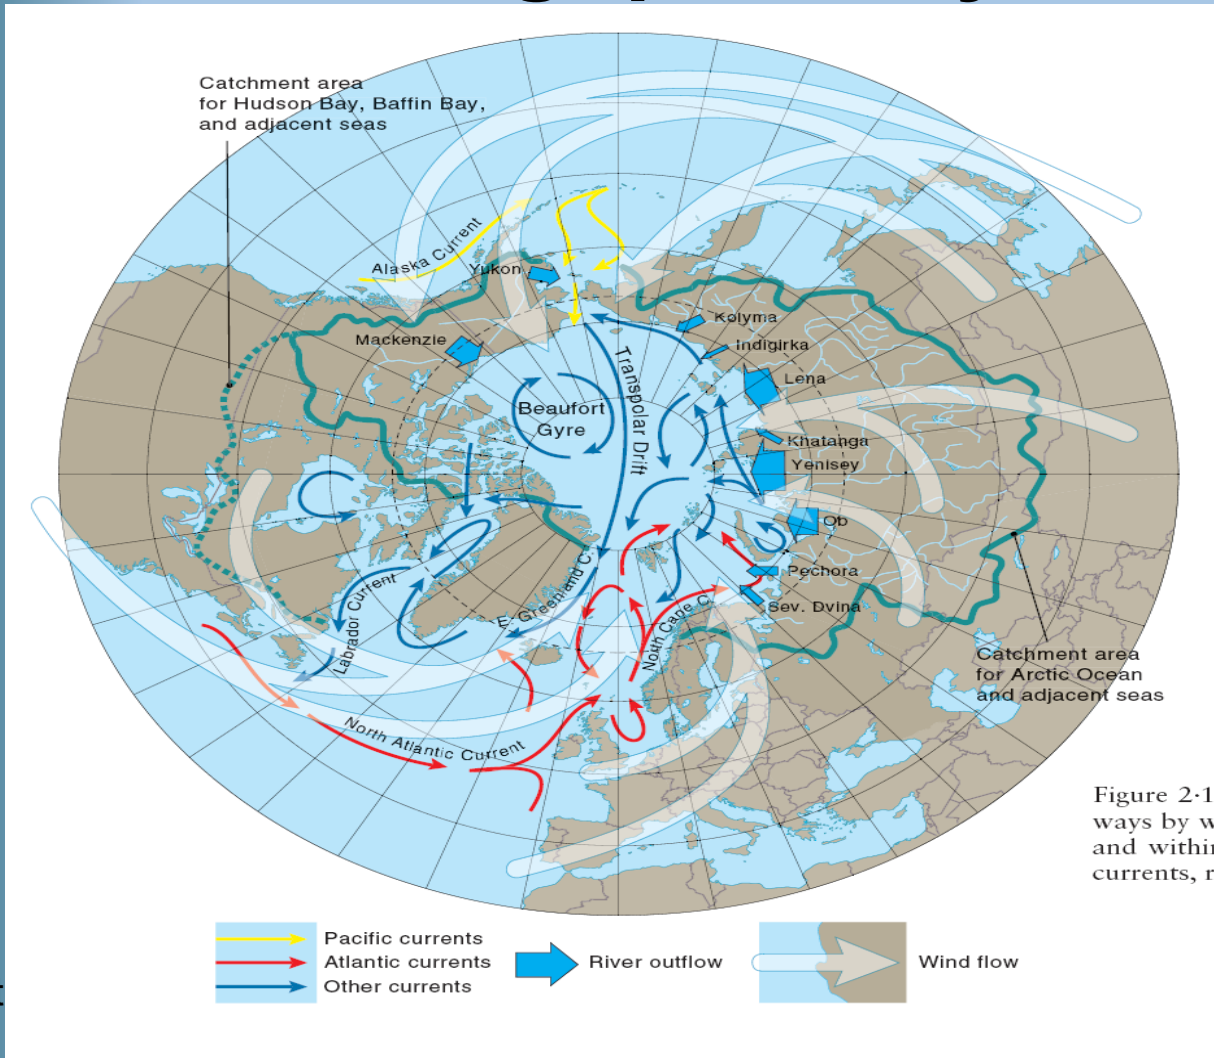 Catchment area
for Hudson Bay, Baffin Bay,
and adjacent seas
Alaska Current
Yukon
Mackenzie
Kolyma
Indigirka
Lena
Transpolar Drift
Beaufort
Gyre
Khatanga
Yenisey
Ob
Pechora
Sev. Dvina
E. Greenland C.
North Cape C.
Labrador Current
North Atlantic Current
Catchment area
for Arctic Ocean
and adjacent seas
Figure 2·1
ways by w
and within
currents, r
Pacific currents
Atlantic currents
Other currents
River outflow
Wind flow